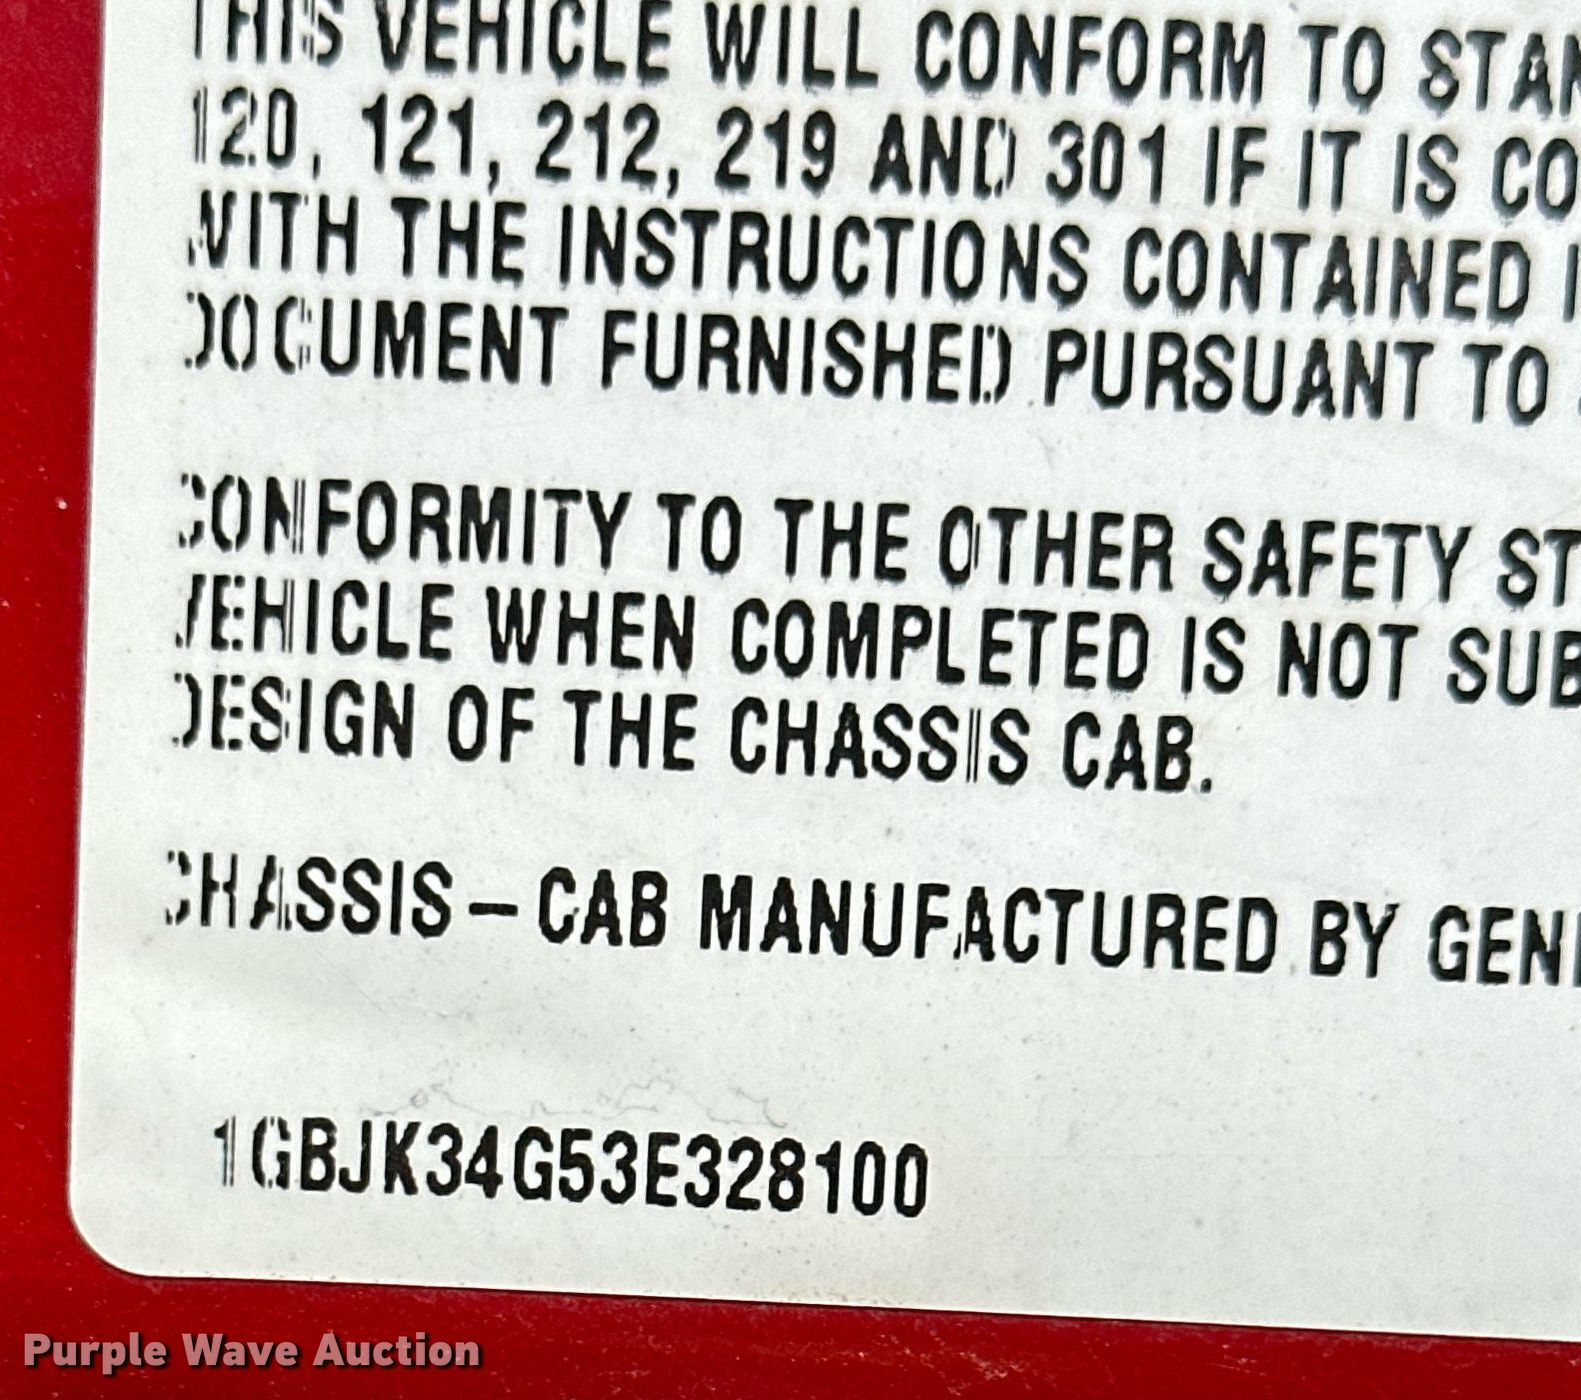 THIS VEHICLE WILL CONFORM TO STAN
120, 121, 212, 219 AND 301 IF IT IS CO
WITH THE INSTRUCTIONS CONTAINED I
DOCUMENT FURNISHED PURSUANT TO
CONFORMITY TO THE OTHER SAFETY ST
VEHICLE WHEN COMPLETED IS NOT SUB
DESIGN OF THE CHASSIS CAB.
CHASSIS – CAB MANUFACTURED BY GENE
1GBJK34G53E328100
Purple Wave Auction